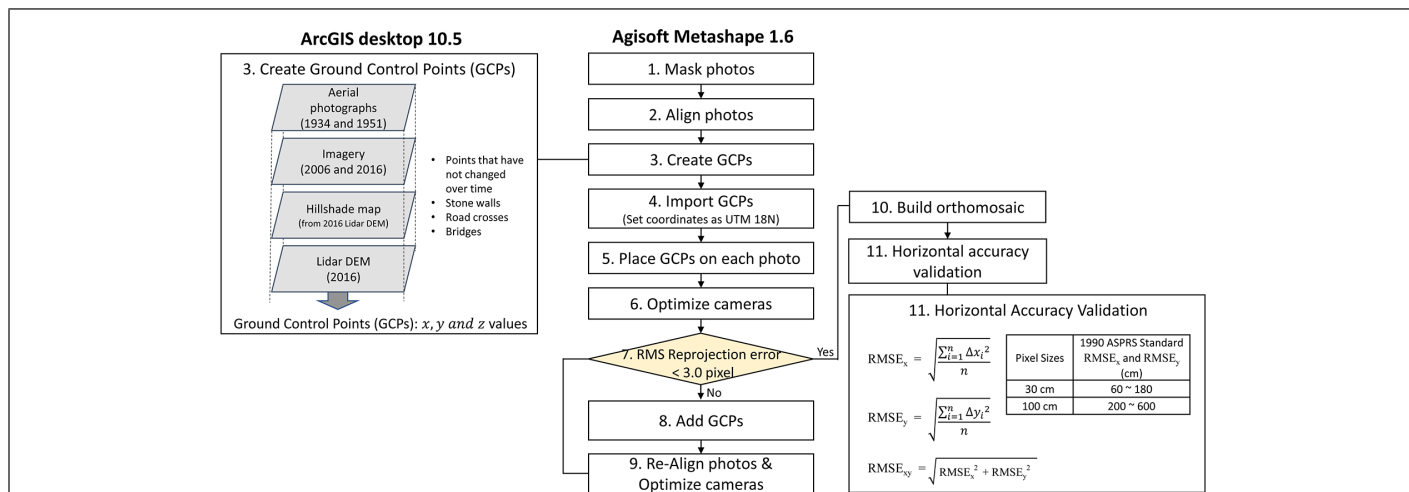 ArcGIS desktop 10.5
3. Create Ground Control Points (GCPs)
Aerial
photographs
(1934 and 1951)
Imagery
(2006 and 2016)
Hillshade map
(from 2016 Lidar DEM)
Lidar DEM
(2016)
• Points that have
not changed
over time
• Stone walls
• Road crosses
• Bridges
Ground Control Points (GCPs): x, y and z values
Agisoft Metashape 1.6
1. Mask photos
2. Align photos
3. Create GCPs
4. Import GCPs
(Set coordinates as UTM 18N)
5. Place GCPs on each photo
6. Optimize cameras
7. RMS Reprojection error
< 3.0 pixel
Yes
No
8. Add GCPs
9. Re-Align photos &
Optimize cameras
10. Build orthomosaic
11. Horizontal accuracy
validation
11. Horizontal Accuracy Validation
RMSEₓ = √(∑ⁿᵢ₌₁ Δxᵢ² / n)
RMSEᵧ = √(∑ⁿᵢ₌₁ Δyᵢ² / n)
RMSEₓᵧ = √(RMSEₓ² + RMSEᵧ²)
Pixel Sizes
1990 ASPRS Standard
RMSEₓ and RMSEᵧ
(cm)
30 cm 60 ~ 180
100 cm 200 ~ 600